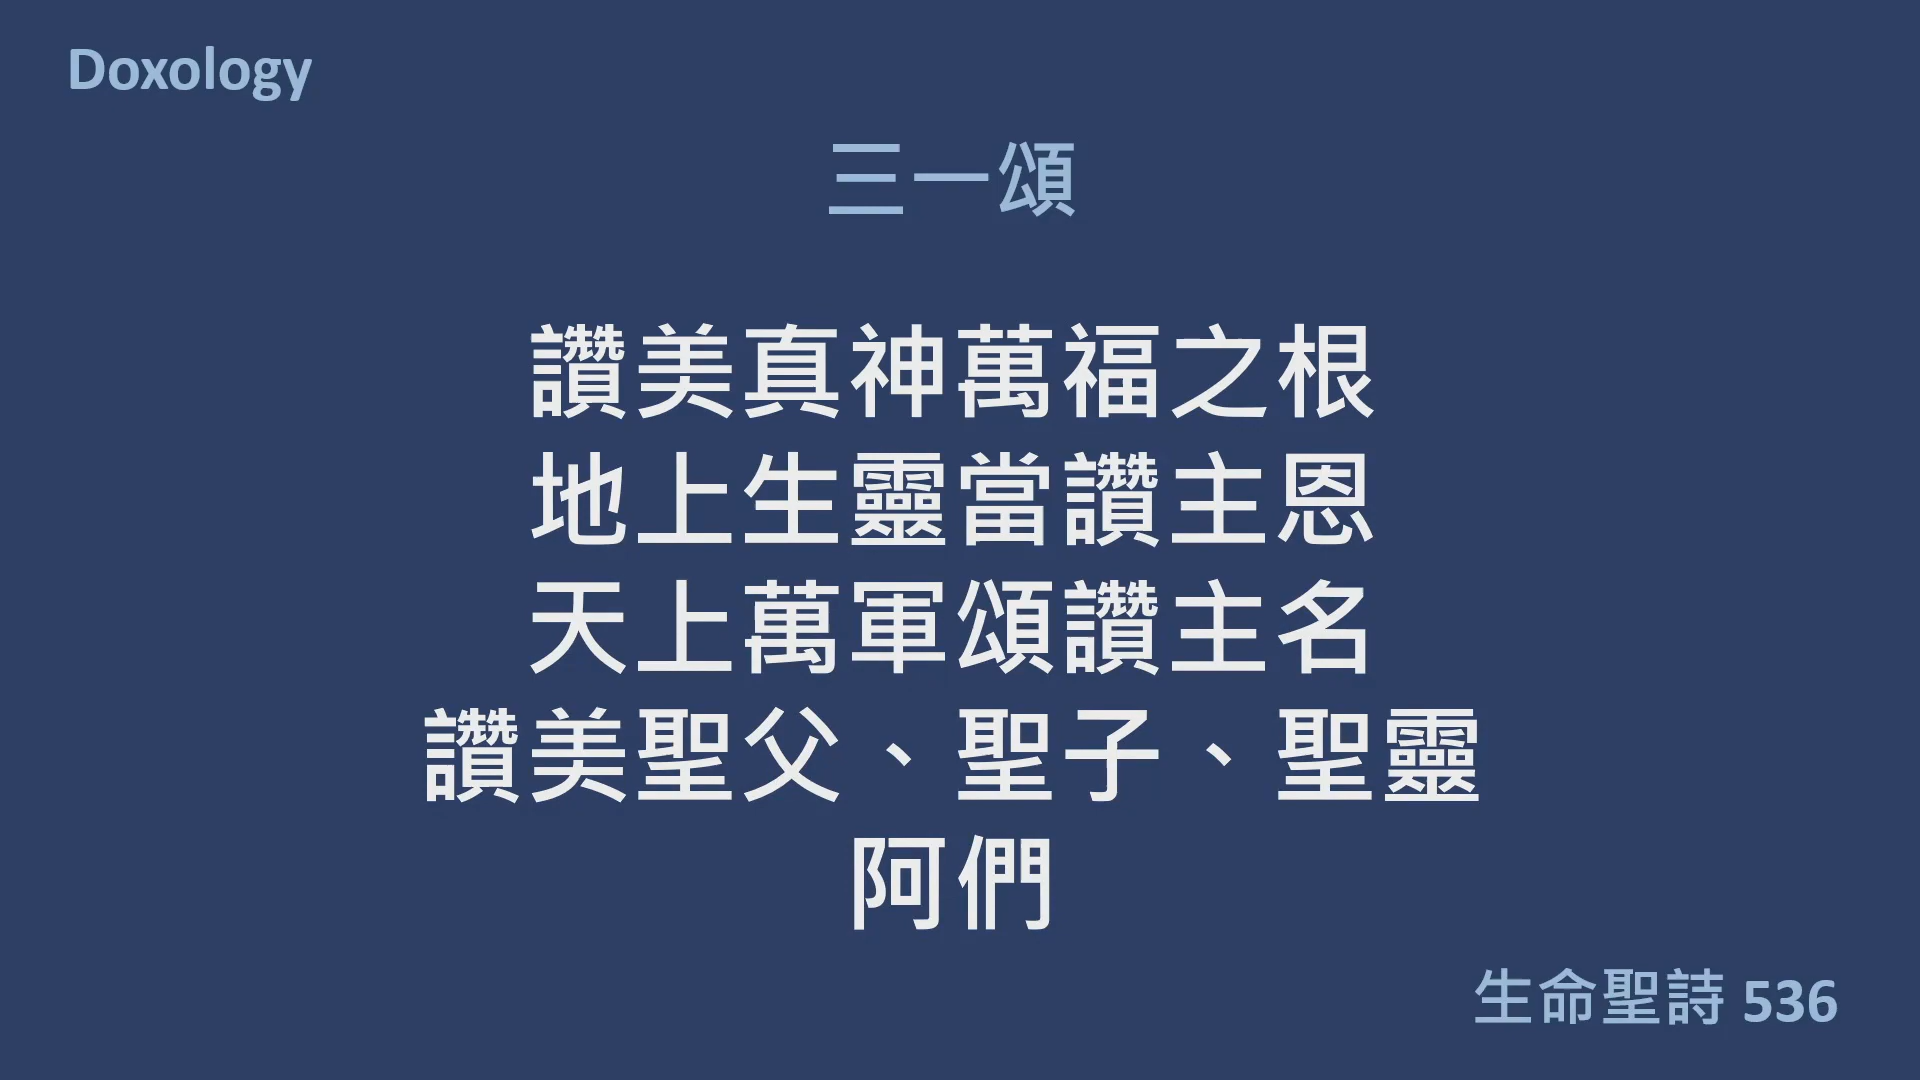 Doxology
三一頌
讚美真神萬福之根
地上生靈當讚主恩
天上萬軍頌讚主名
讚美聖父、聖子、聖靈
阿們
生命聖詩 536